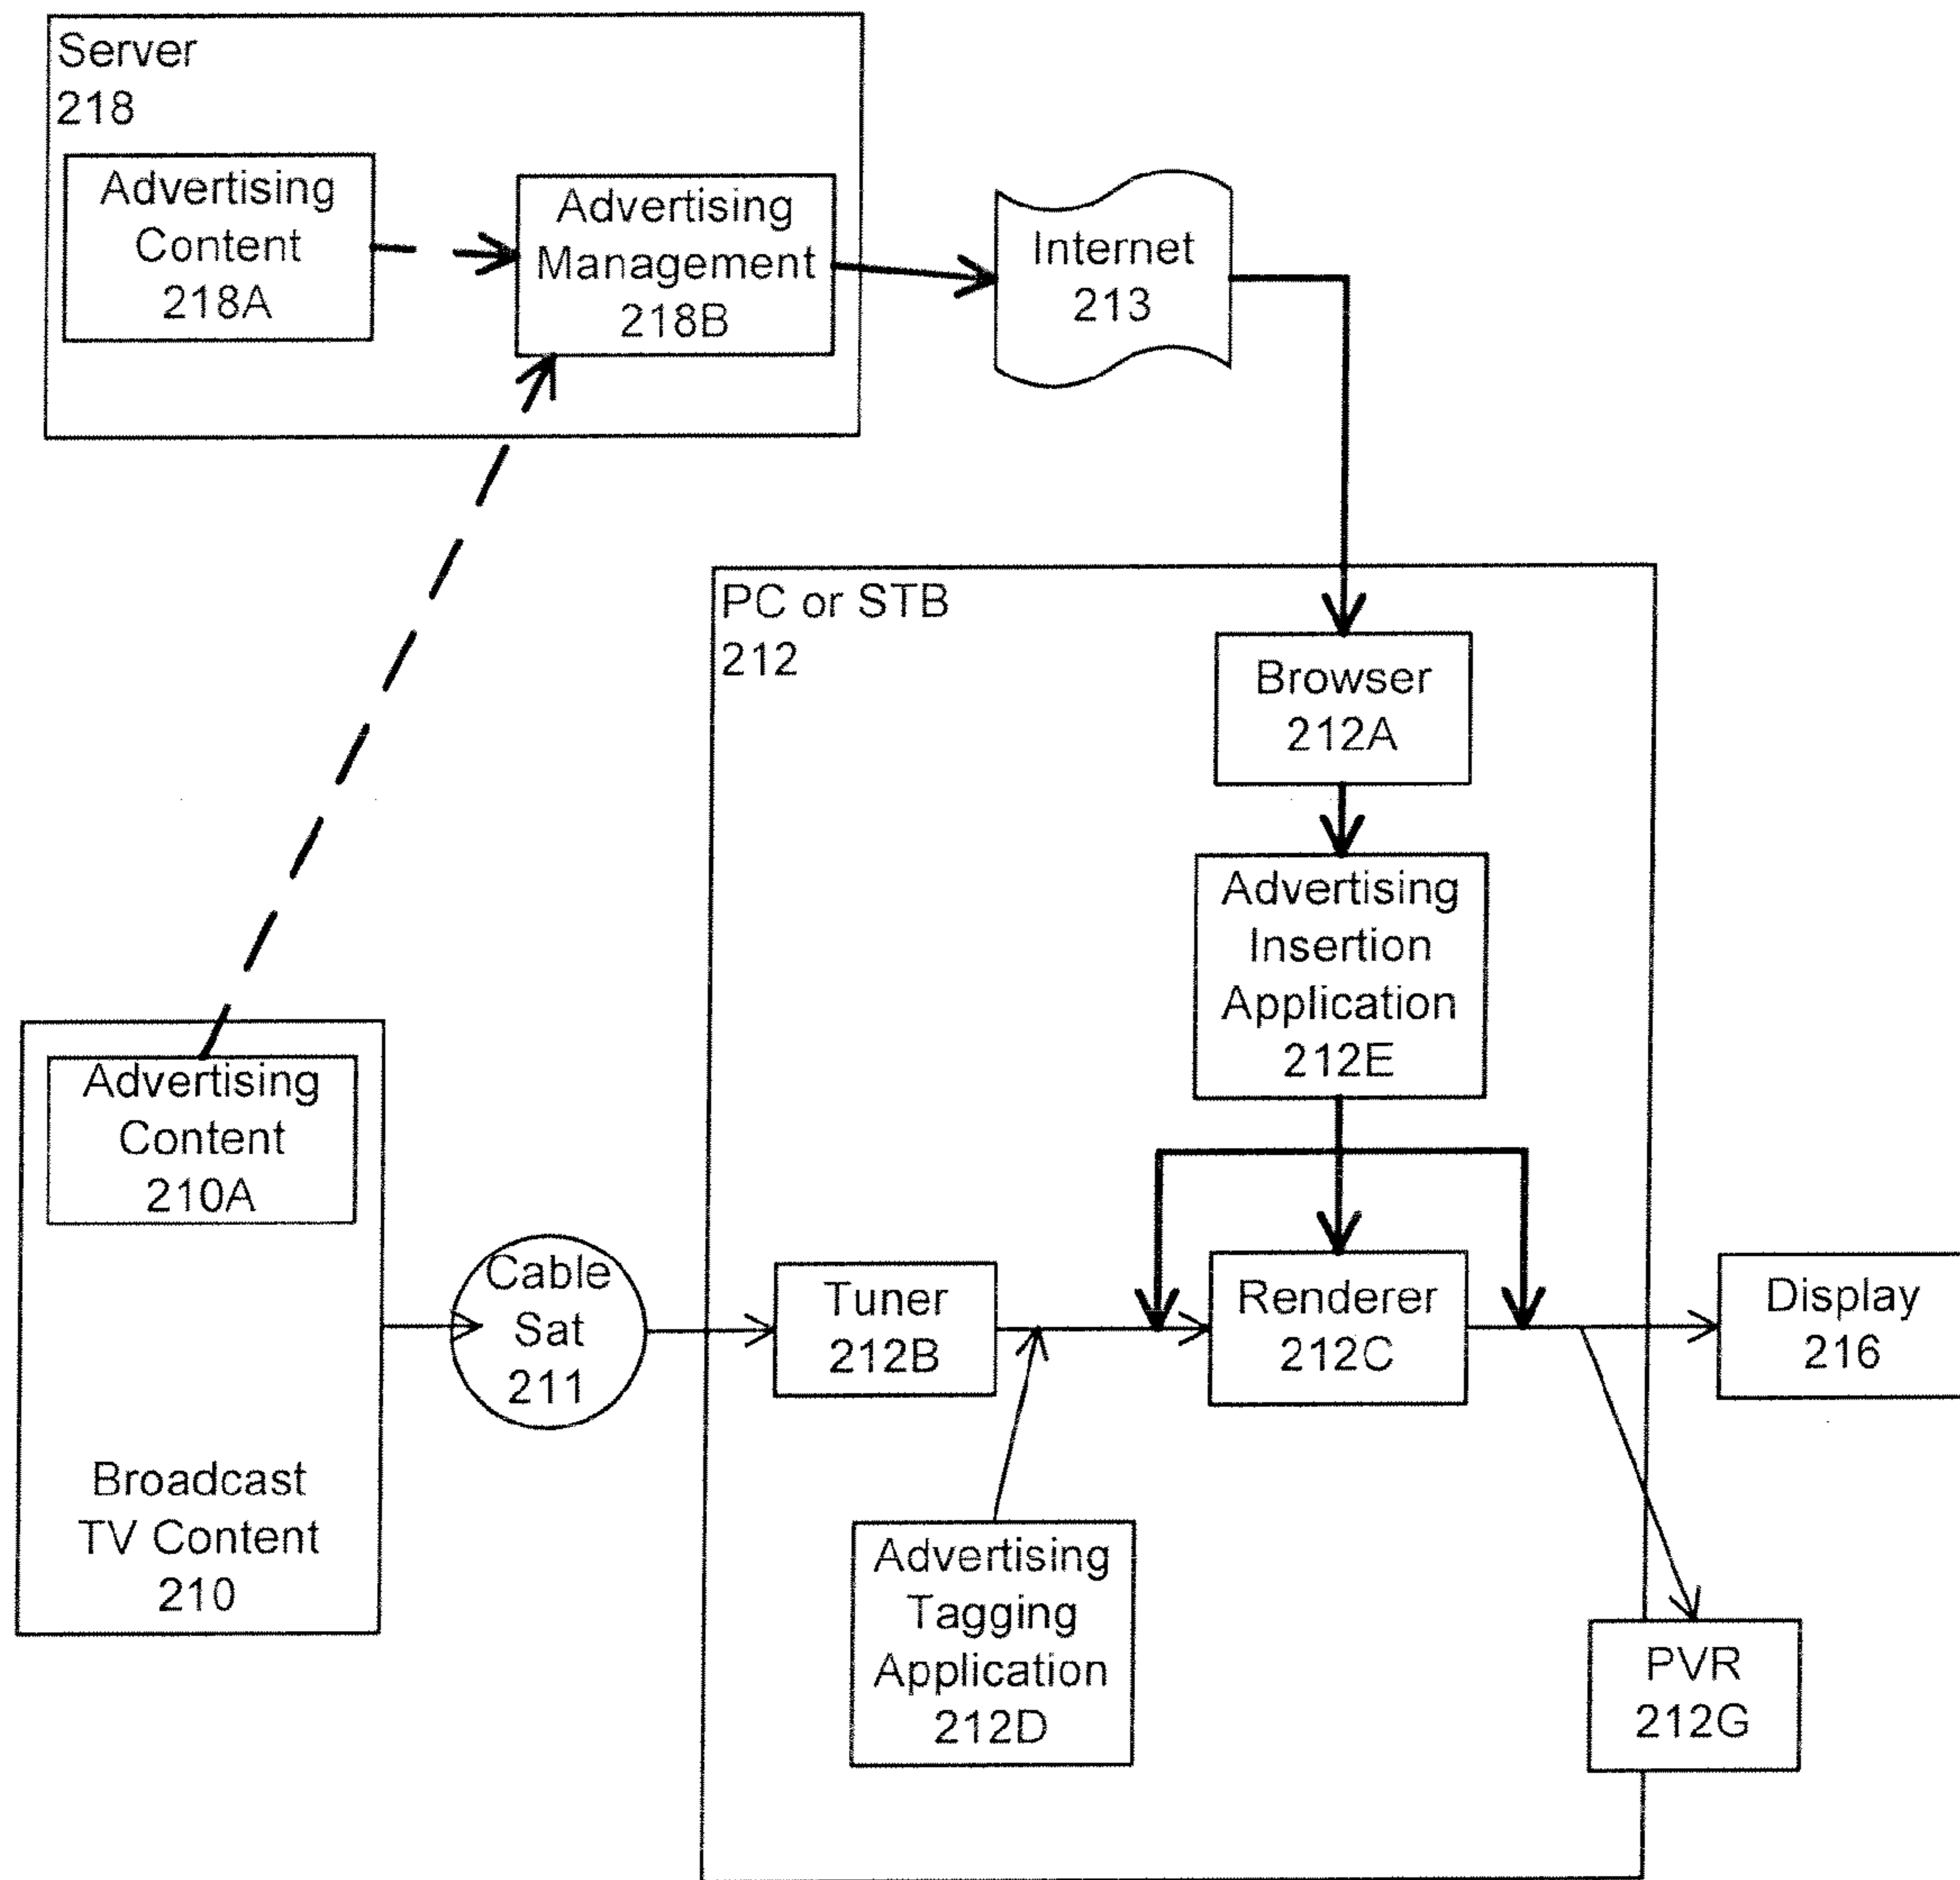 Server
218
Advertising
Content
218A
Advertising
Management
218B
Internet
213
PC or STB
212
Browser
212A
Advertising
Insertion
Application
212E
Advertising
Content
210A
Broadcast
TV Content
210
Cable
Sat
211
Tuner
212B
Renderer
212C
Display
216
Advertising
Tagging
Application
212D
PVR
212G